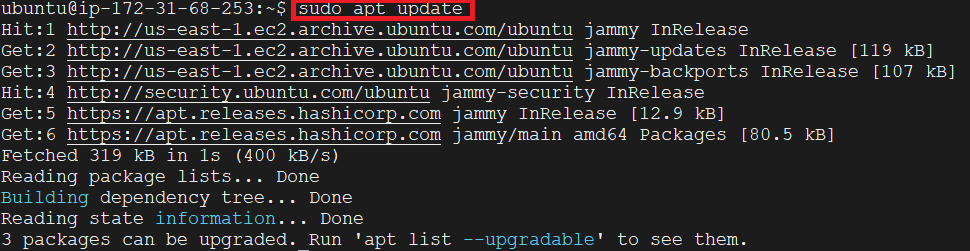 ubuntu@ip-172-31-68-253:~$ sudo apt update
Hit:1 http://us-east-1.ec2.archive.ubuntu.com/ubuntu jammy InRelease
Get:2 http://us-east-1.ec2.archive.ubuntu.com/ubuntu jammy-updates InRelease [119 kB]
Get:3 http://us-east-1.ec2.archive.ubuntu.com/ubuntu jammy-backports InRelease [107 kB]
Hit:4 http://security.ubuntu.com/ubuntu jammy-security InRelease
Get:5 https://apt.releases.hashicorp.com jammy InRelease [12.9 kB]
Get:6 https://apt.releases.hashicorp.com jammy/main amd64 Packages [80.5 kB]
Fetched 319 kB in 1s (400 kB/s)
Reading package lists... Done
Building dependency tree... Done
Reading state information... Done
3 packages can be upgraded. Run 'apt list --upgradable' to see them.